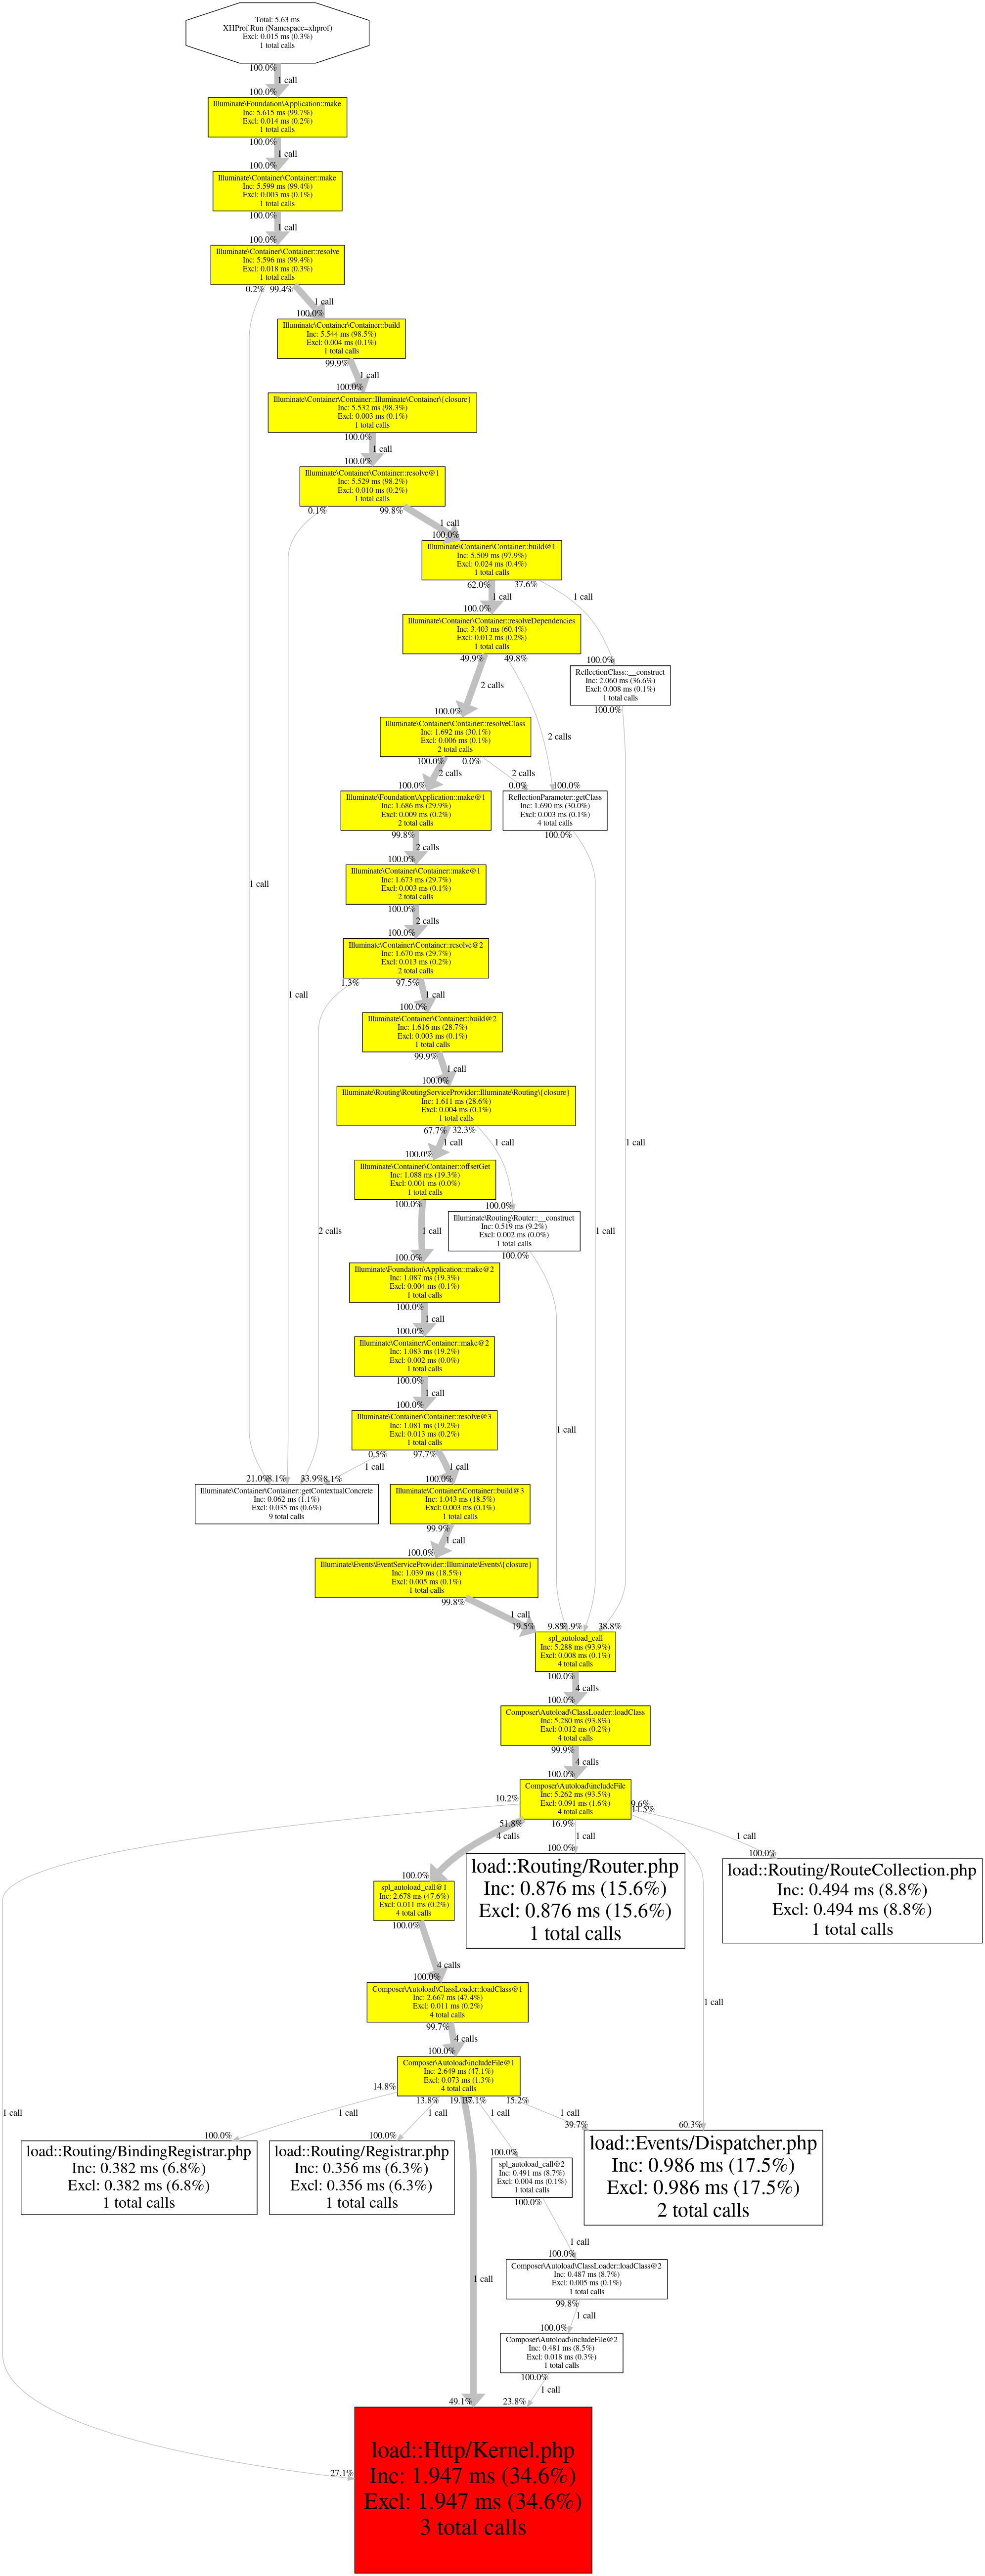 Total: 5.63 ms
XHProf Run (Namespace=xhprof)
Excl: 0.015 ms (0.3%)
1 total calls
100.0%
1 call
100.0%
Illuminate\Foundation\Application::make
Inc: 5.615 ms (99.7%)
Excl: 0.014 ms (0.2%)
1 total calls
100.0%
1 call
100.0%
Illuminate\Container\Container::make
Inc: 5.599 ms (99.4%)
Excl: 0.003 ms (0.1%)
1 total calls
100.0%
1 call
100.0%
Illuminate\Container\Container::resolve
Inc: 5.596 ms (99.4%)
Excl: 0.018 ms (0.3%)
1 total calls
0.2% 99.4%
1 call
100.0%
Illuminate\Container\Container::build
Inc: 5.544 ms (98.5%)
Excl: 0.004 ms (0.1%)
1 total calls
99.9%
1 call
100.0%
Illuminate\Container\Container::Illuminate\Container\{closure}
Inc: 5.532 ms (98.3%)
Excl: 0.003 ms (0.1%)
1 total calls
100.0%
1 call
100.0%
Illuminate\Container\Container::resolve@1
Inc: 5.529 ms (98.2%)
Excl: 0.010 ms (0.2%)
1 total calls
0.1% 99.8%
1 call
100.0%
Illuminate\Container\Container::build@1
Inc: 5.509 ms (97.9%)
Excl: 0.024 ms (0.4%)
1 total calls
62.0% 37.6%
1 call 1 call
100.0%
Illuminate\Container\Container::resolveDependencies
Inc: 3.403 ms (60.4%)
Excl: 0.012 ms (0.2%)
1 total calls
49.9% 49.8%
100.0%
ReflectionClass::__construct
Inc: 2.060 ms (36.6%)
Excl: 0.008 ms (0.1%)
1 total calls
100.0%
2 calls
100.0%
Illuminate\Container\Container::resolveClass
Inc: 1.692 ms (30.1%)
Excl: 0.006 ms (0.1%)
2 total calls
2 calls
100.0% 0.0%
2 calls 2 calls
100.0%
Illuminate\Foundation\Application::make@1
Inc: 1.686 ms (29.9%)
Excl: 0.009 ms (0.2%)
2 total calls
99.8%
0.0% 100.0%
ReflectionParameter::getClass
Inc: 1.690 ms (30.0%)
Excl: 0.003 ms (0.1%)
4 total calls
100.0%
2 calls
100.0%
Illuminate\Container\Container::make@1
Inc: 1.673 ms (29.7%)
Excl: 0.003 ms (0.1%)
2 total calls
1 call
100.0%
2 calls
100.0%
Illuminate\Container\Container::resolve@2
Inc: 1.670 ms (29.7%)
Excl: 0.013 ms (0.2%)
2 total calls
1.3% 97.5%
1 call
1 call
100.0%
Illuminate\Container\Container::build@2
Inc: 1.616 ms (28.7%)
Excl: 0.003 ms (0.1%)
1 total calls
99.9%
1 call
100.0%
Illuminate\Routing\RoutingServiceProvider::Illuminate\Routing\{closure}
Inc: 1.611 ms (28.6%)
Excl: 0.004 ms (0.1%)
1 total calls
67.7% 32.3%
1 call 1 call 1 call
100.0%
Illuminate\Container\Container::offsetGet
Inc: 1.088 ms (19.3%)
Excl: 0.001 ms (0.0%)
1 total calls
100.0%
100.0%
Illuminate\Routing\Router::__construct
Inc: 0.519 ms (9.2%)
Excl: 0.002 ms (0.0%)
1 total calls
100.0%
2 calls 1 call 1 call
100.0%
Illuminate\Foundation\Application::make@2
Inc: 1.087 ms (19.3%)
Excl: 0.004 ms (0.1%)
1 total calls
100.0%
1 call
100.0%
Illuminate\Container\Container::make@2
Inc: 1.083 ms (19.2%)
Excl: 0.002 ms (0.0%)
1 total calls
100.0%
1 call
100.0%
Illuminate\Container\Container::resolve@3
Inc: 1.081 ms (19.2%)
Excl: 0.013 ms (0.2%)
1 total calls
1 call
0.5% 97.7%
1 call 1 call
21.0% 8.1% 33.9% 8.1%
Illuminate\Container\Container::getContextualConcrete
Inc: 0.062 ms (1.1%)
Excl: 0.035 ms (0.6%)
9 total calls
100.0%
Illuminate\Container\Container::build@3
Inc: 1.043 ms (18.5%)
Excl: 0.003 ms (0.1%)
1 total calls
99.9%
1 call
100.0%
Illuminate\Events\EventServiceProvider::Illuminate\Events\{closure}
Inc: 1.039 ms (18.5%)
Excl: 0.005 ms (0.1%)
1 total calls
99.8%
1 call
19.5% 9.8% 38.8%
spl_autoload_call
Inc: 5.288 ms (93.9%)
Excl: 0.008 ms (0.1%)
4 total calls
100.0%
4 calls
100.0%
Composer\Autoload\ClassLoader::loadClass
Inc: 5.280 ms (93.8%)
Excl: 0.012 ms (0.2%)
4 total calls
99.9%
4 calls
100.0%
Composer\Autoload\includeFile
Inc: 5.262 ms (93.5%)
Excl: 0.091 ms (1.6%)
4 total calls
10.2%
9.6%
11.5%
51.8% 16.9%
4 calls 1 call 1 call
100.0%
load::Routing/Router.php
Inc: 0.876 ms (15.6%)
Excl: 0.876 ms (15.6%)
1 total calls
100.0%
load::Routing/RouteCollection.php
Inc: 0.494 ms (8.8%)
Excl: 0.494 ms (8.8%)
1 total calls
100.0%
spl_autoload_call@1
Inc: 2.678 ms (47.6%)
Excl: 0.011 ms (0.2%)
4 total calls
100.0%
4 calls
100.0%
Composer\Autoload\ClassLoader::loadClass@1
Inc: 2.667 ms (47.4%)
Excl: 0.011 ms (0.2%)
4 total calls
1 call
99.7%
4 calls
100.0%
Composer\Autoload\includeFile@1
Inc: 2.649 ms (47.1%)
Excl: 0.073 ms (1.3%)
4 total calls
14.8%
13.8% 19.1% 37.1% 15.2%
1 call 1 call 1 call 1 call 1 call
100.0%
load::Routing/BindingRegistrar.php
Inc: 0.382 ms (6.8%)
Excl: 0.382 ms (6.8%)
1 total calls
100.0%
load::Routing/Registrar.php
Inc: 0.356 ms (6.3%)
Excl: 0.356 ms (6.3%)
1 total calls
100.0%
spl_autoload_call@2
Inc: 0.491 ms (8.7%)
Excl: 0.004 ms (0.1%)
1 total calls
100.0%
39.7% 60.3%
load::Events/Dispatcher.php
Inc: 0.986 ms (17.5%)
Excl: 0.986 ms (17.5%)
2 total calls
1 call
100.0%
Composer\Autoload\ClassLoader::loadClass@2
Inc: 0.487 ms (8.7%)
Excl: 0.005 ms (0.1%)
1 total calls
99.8%
1 call
1 call
100.0%
Composer\Autoload\includeFile@2
Inc: 0.481 ms (8.5%)
Excl: 0.018 ms (0.3%)
1 total calls
100.0%
1 call
49.1% 23.8%
27.1%
load::Http/Kernel.php
Inc: 1.947 ms (34.6%)
Excl: 1.947 ms (34.6%)
3 total calls